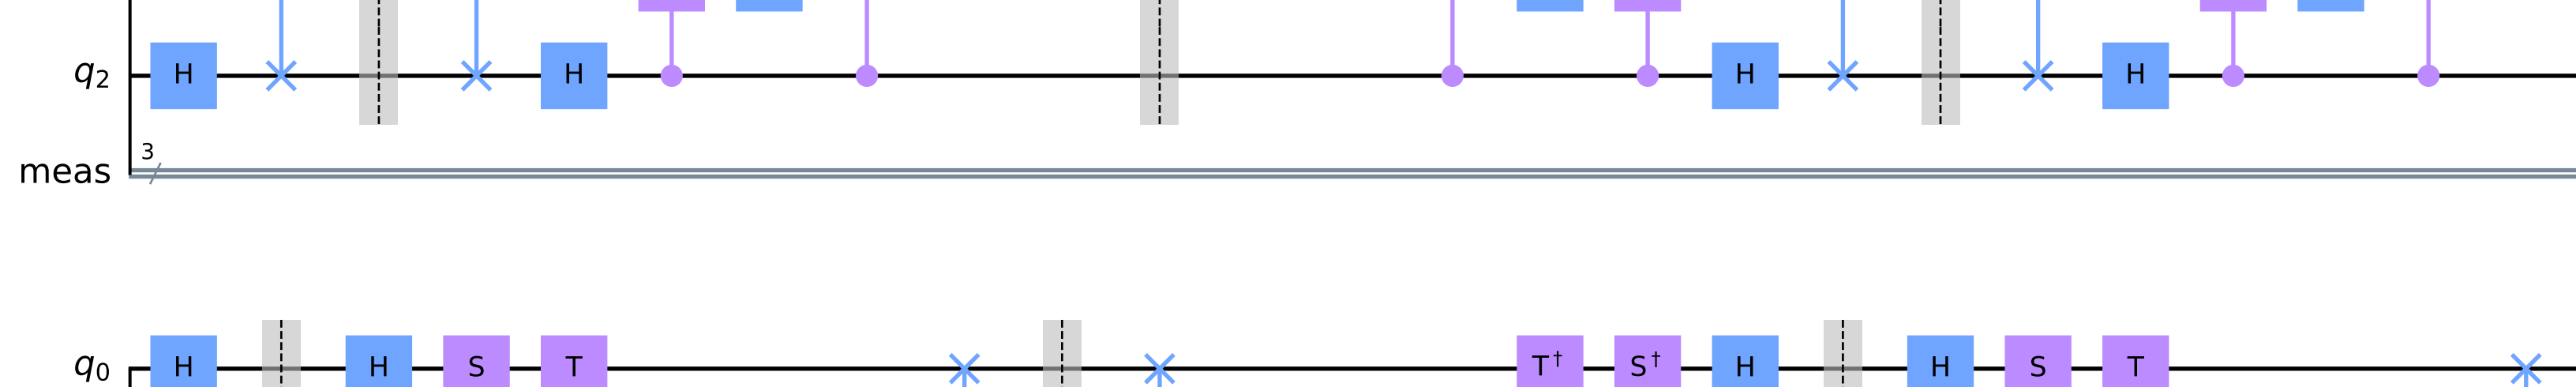 q2 H H H H
3
meas
q0 H H S T T† S† H H S T